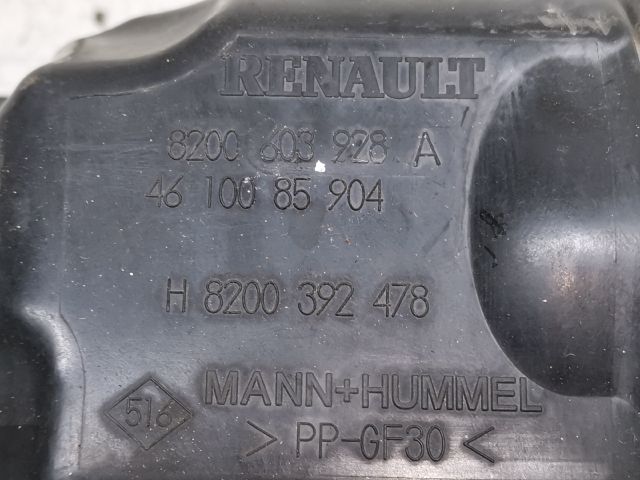 RENAULT
8200 603 928 A
46 100 85 904
H 8200 392 478
MANN+HUMMEL
516
> PP-GF30 <